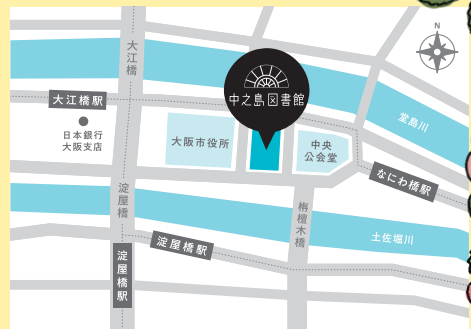 N
大江橋
中之島図書館
大江橋駅
堂島川
日本銀行
大阪支店
大阪市役所
中央
公会堂
なにわ橋駅
淀屋橋
栴檀木橋
土佐堀川
淀屋橋駅
淀屋橋駅